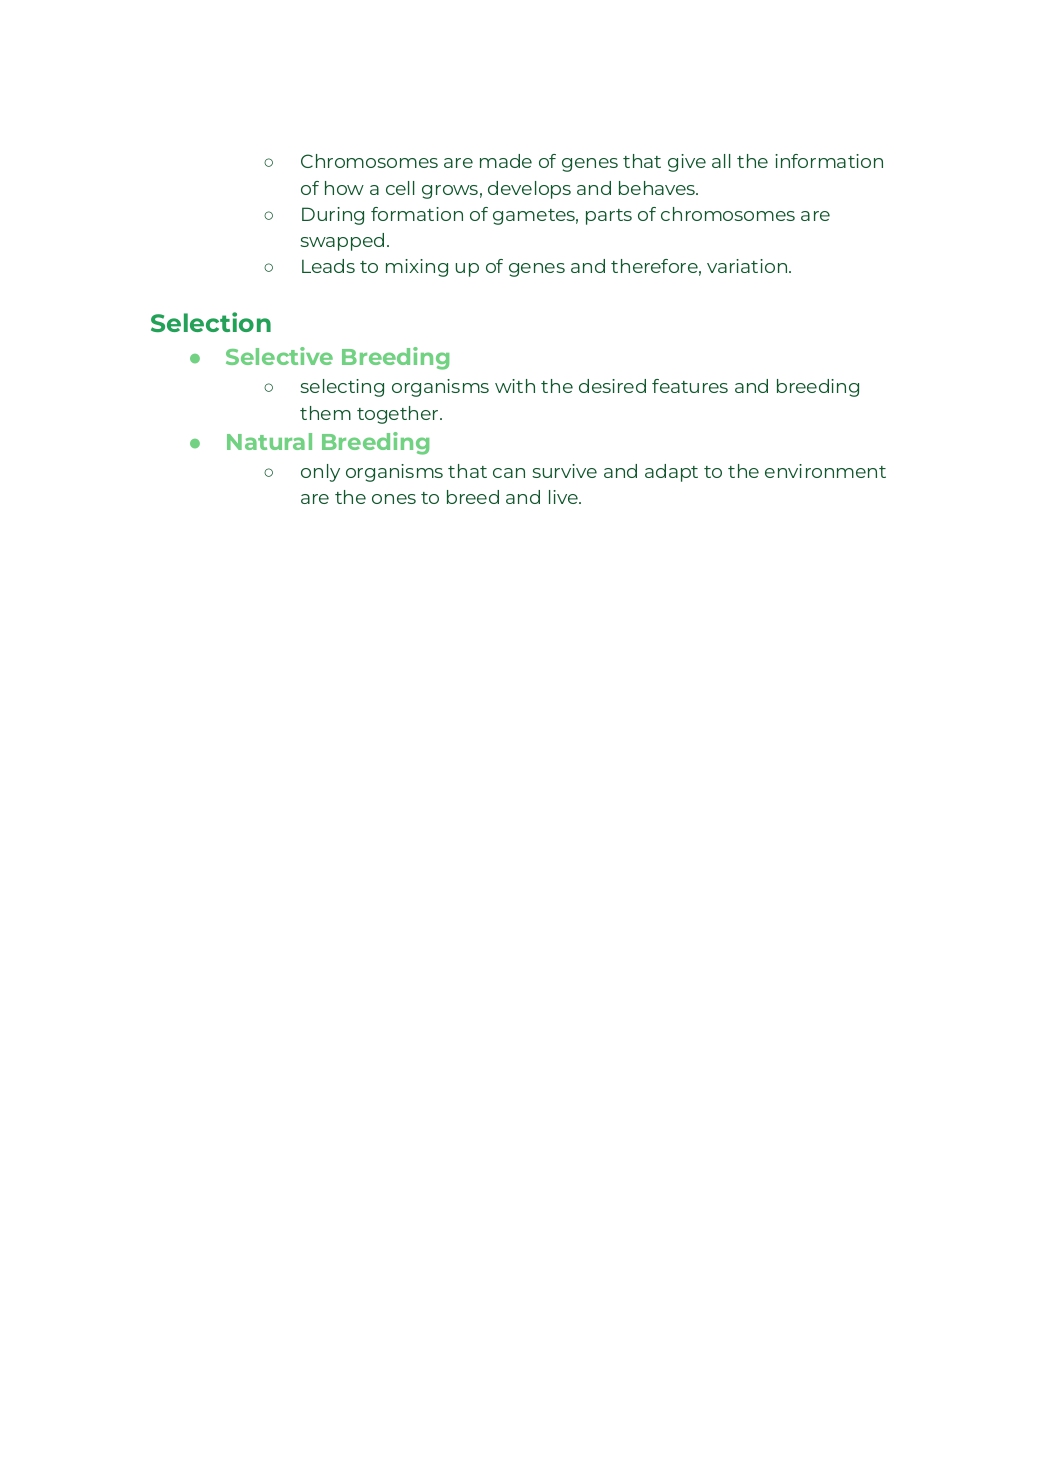 ○ Chromosomes are made of genes that give all the information
of how a cell grows, develops and behaves.
○ During formation of gametes, parts of chromosomes are
swapped.
○ Leads to mixing up of genes and therefore, variation.
Selection
● Selective Breeding
○ selecting organisms with the desired features and breeding
them together.
● Natural Breeding
○ only organisms that can survive and adapt to the environment
are the ones to breed and live.